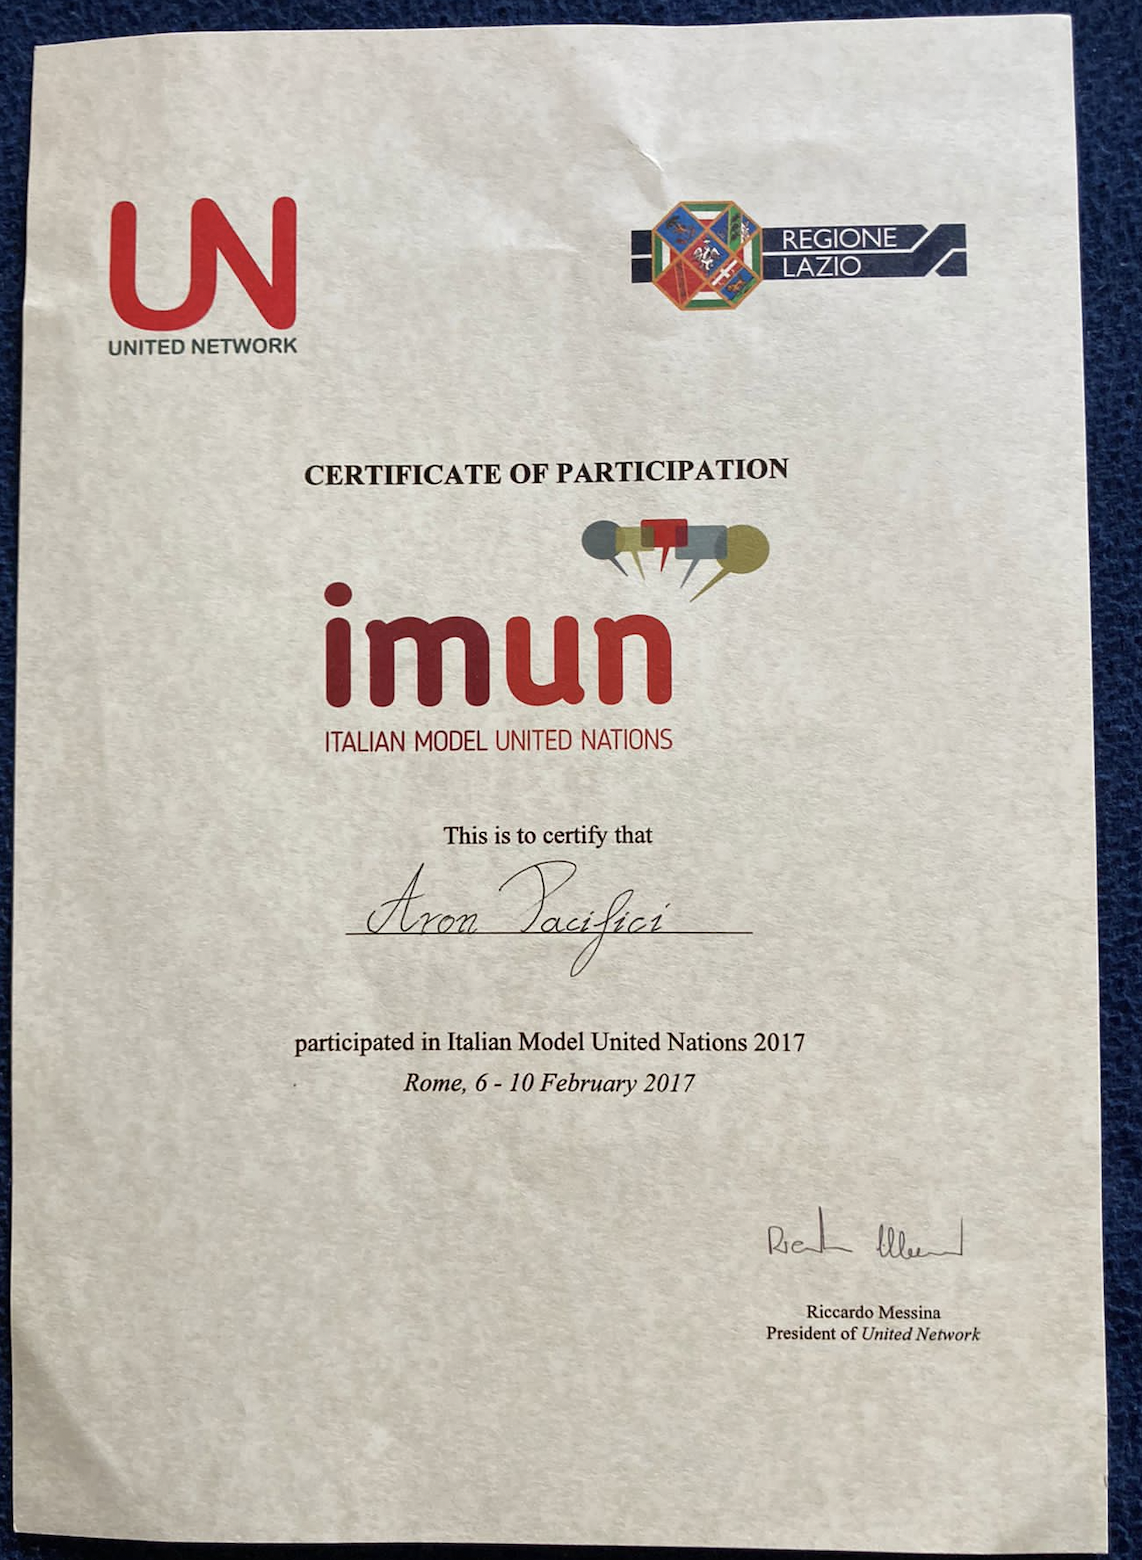 UN
UNITED NETWORK
REGIONE
LAZIO
CERTIFICATE OF PARTICIPATION
imun
ITALIAN MODEL UNITED NATIONS
This is to certify that
Aron Pacifici
participated in Italian Model United Nations 2017
Rome, 6 - 10 February 2017
Riccardo Messina
President of United Network